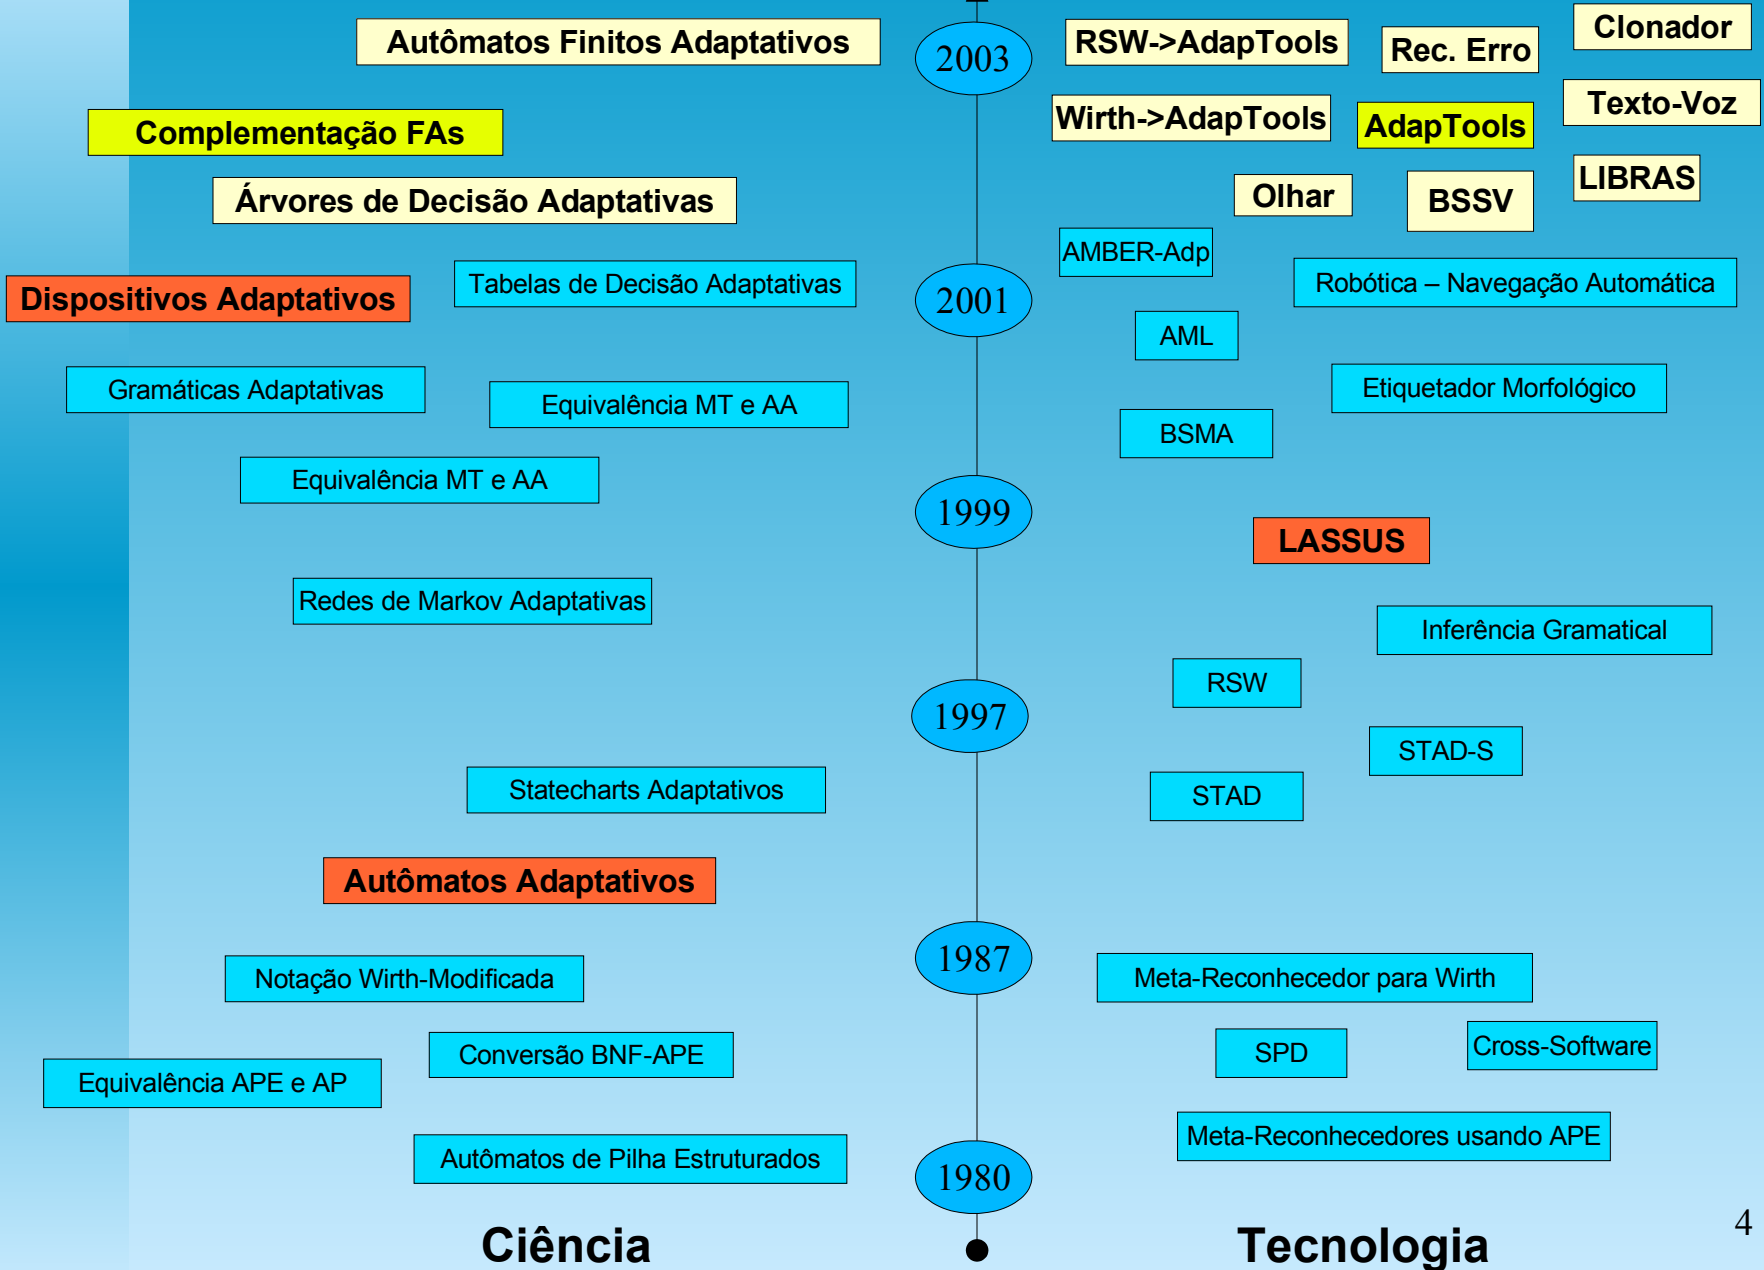 Autômatos Finitos Adaptativos
2003
RSW->AdapTools
Rec. Erro
Clonador
Complementação FAs
Wirth->AdapTools
AdapTools
Texto-Voz
Árvores de Decisão Adaptativas
Olhar
BSSV
LIBRAS
AMBER-Adp
Dispositivos Adaptativos
Tabelas de Decisão Adaptativas
2001
Robótica – Navegação Automática
AML
Gramáticas Adaptativas
Equivalência MT e AA
Etiquetador Morfológico
BSMA
Equivalência MT e AA
1999
LASSUS
Redes de Markov Adaptativas
Inferência Gramatical
RSW
1997
STAD-S
Statecharts Adaptativos
STAD
Autômatos Adaptativos
1987
Notação Wirth-Modificada
Meta-Reconhecedor para Wirth
Conversão BNF-APE
SPD
Cross-Software
Equivalência APE e AP
Autômatos de Pilha Estruturados
1980
Meta-Reconhecedores usando APE
Ciência
Tecnologia
4